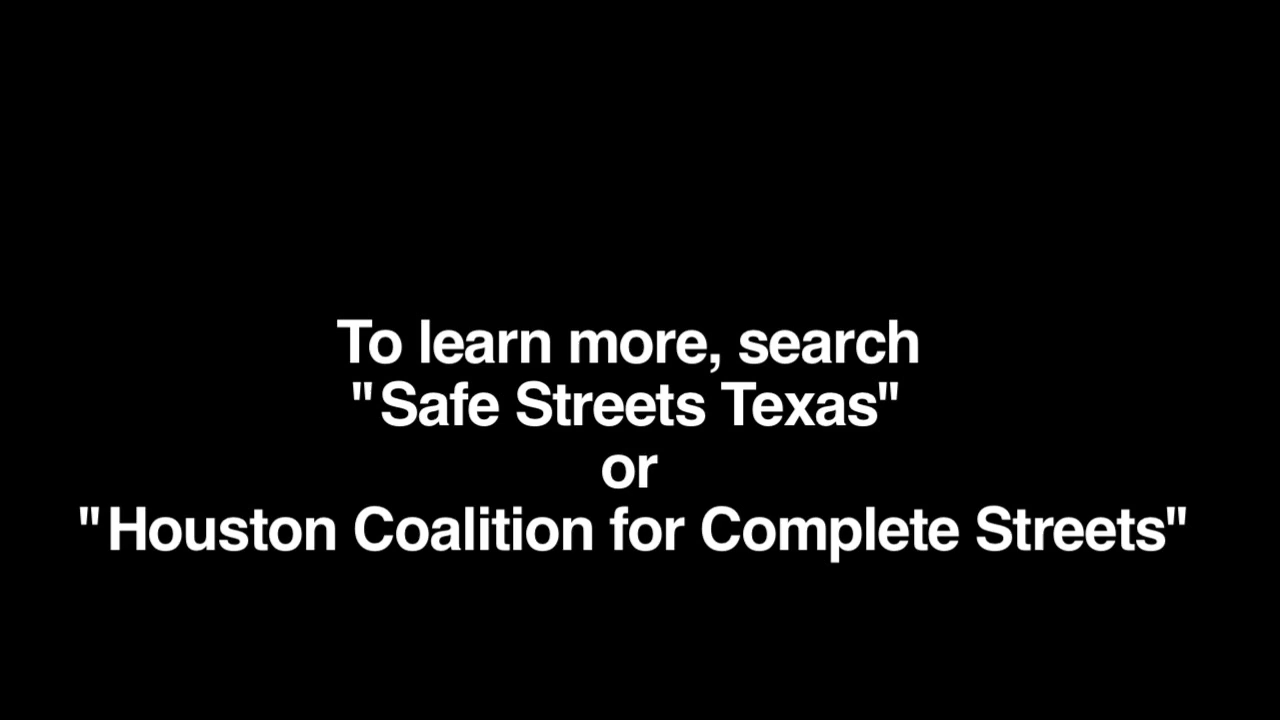 To learn more, search
"Safe Streets Texas"
or
"Houston Coalition for Complete Streets"